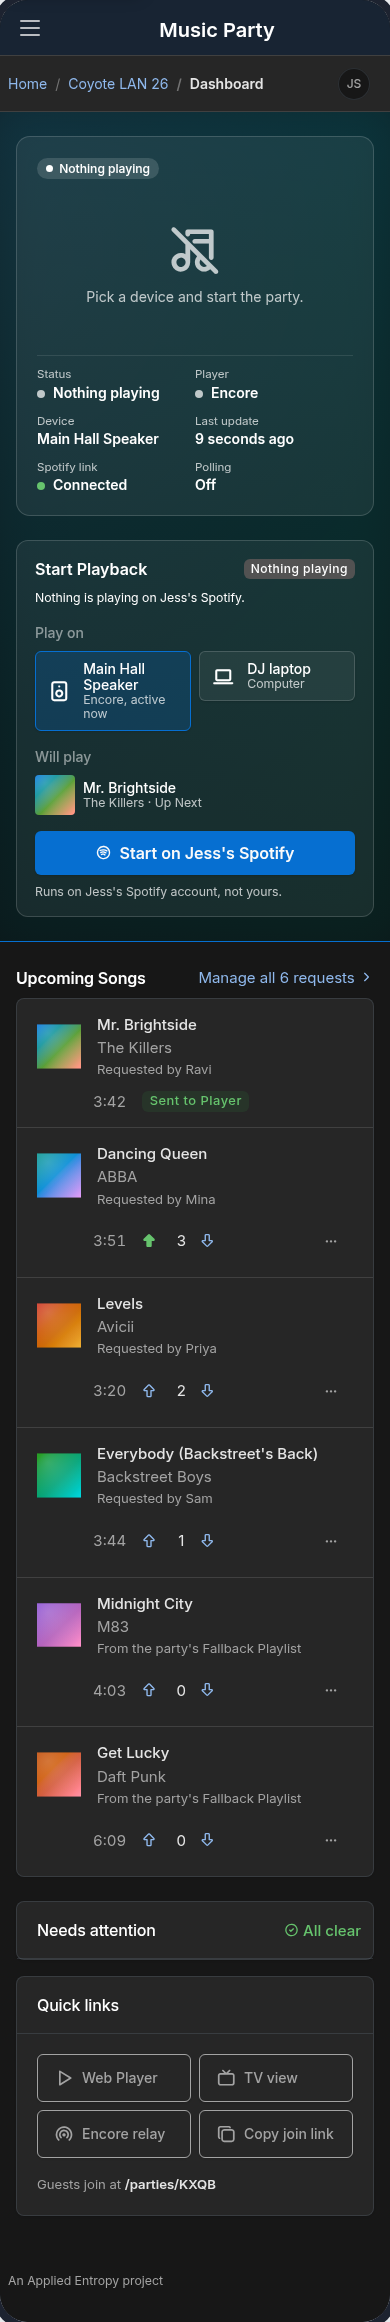 Music Party
Home / Coyote LAN 26 / Dashboard
JS
Nothing playing
Pick a device and start the party.
Status
Player
Nothing playing
Encore
Device
Last update
Main Hall Speaker
9 seconds ago
Spotify link
Polling
Connected
Off
Start Playback
Nothing playing
Nothing is playing on Jess's Spotify.
Play on
Main Hall
Speaker
Encore, active
now
DJ laptop
Computer
Will play
Mr. Brightside
The Killers · Up Next
Start on Jess's Spotify
Runs on Jess's Spotify account, not yours.
Upcoming Songs
Manage all 6 requests
Mr. Brightside
The Killers
Requested by Ravi
3:42 Sent to Player
Dancing Queen
ABBA
Requested by Mina
3:51 3
Levels
Avicii
Requested by Priya
3:20 2
Everybody (Backstreet's Back)
Backstreet Boys
Requested by Sam
3:44 1
Midnight City
M83
From the party's Fallback Playlist
4:03 0
Get Lucky
Daft Punk
From the party's Fallback Playlist
6:09 0
Needs attention
All clear
Quick links
Web Player
TV view
Encore relay
Copy join link
Guests join at /parties/KXQB
An Applied Entropy project